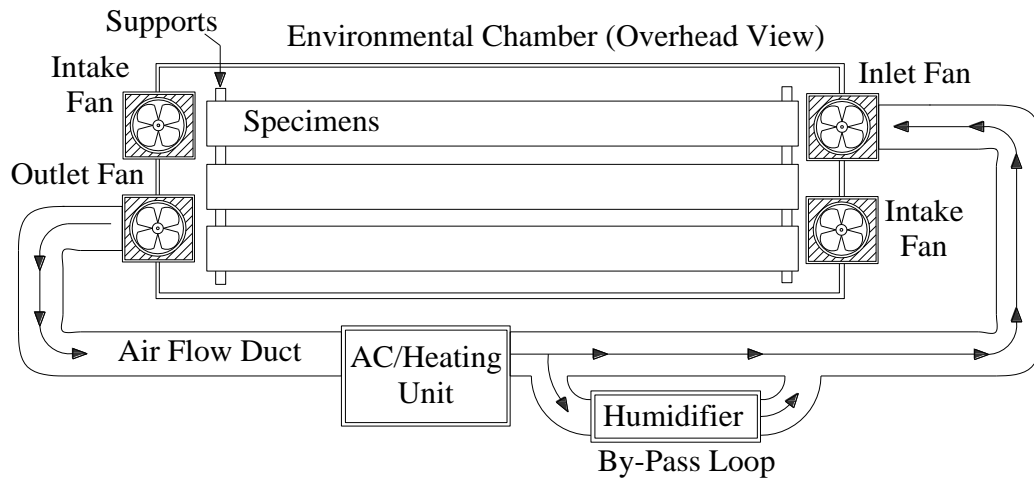 Supports
Environmental Chamber (Overhead View)
Intake
Fan
Inlet Fan
Specimens
Outlet Fan
Intake
Fan
Air Flow Duct
AC/Heating
Unit
Humidifier
By-Pass Loop